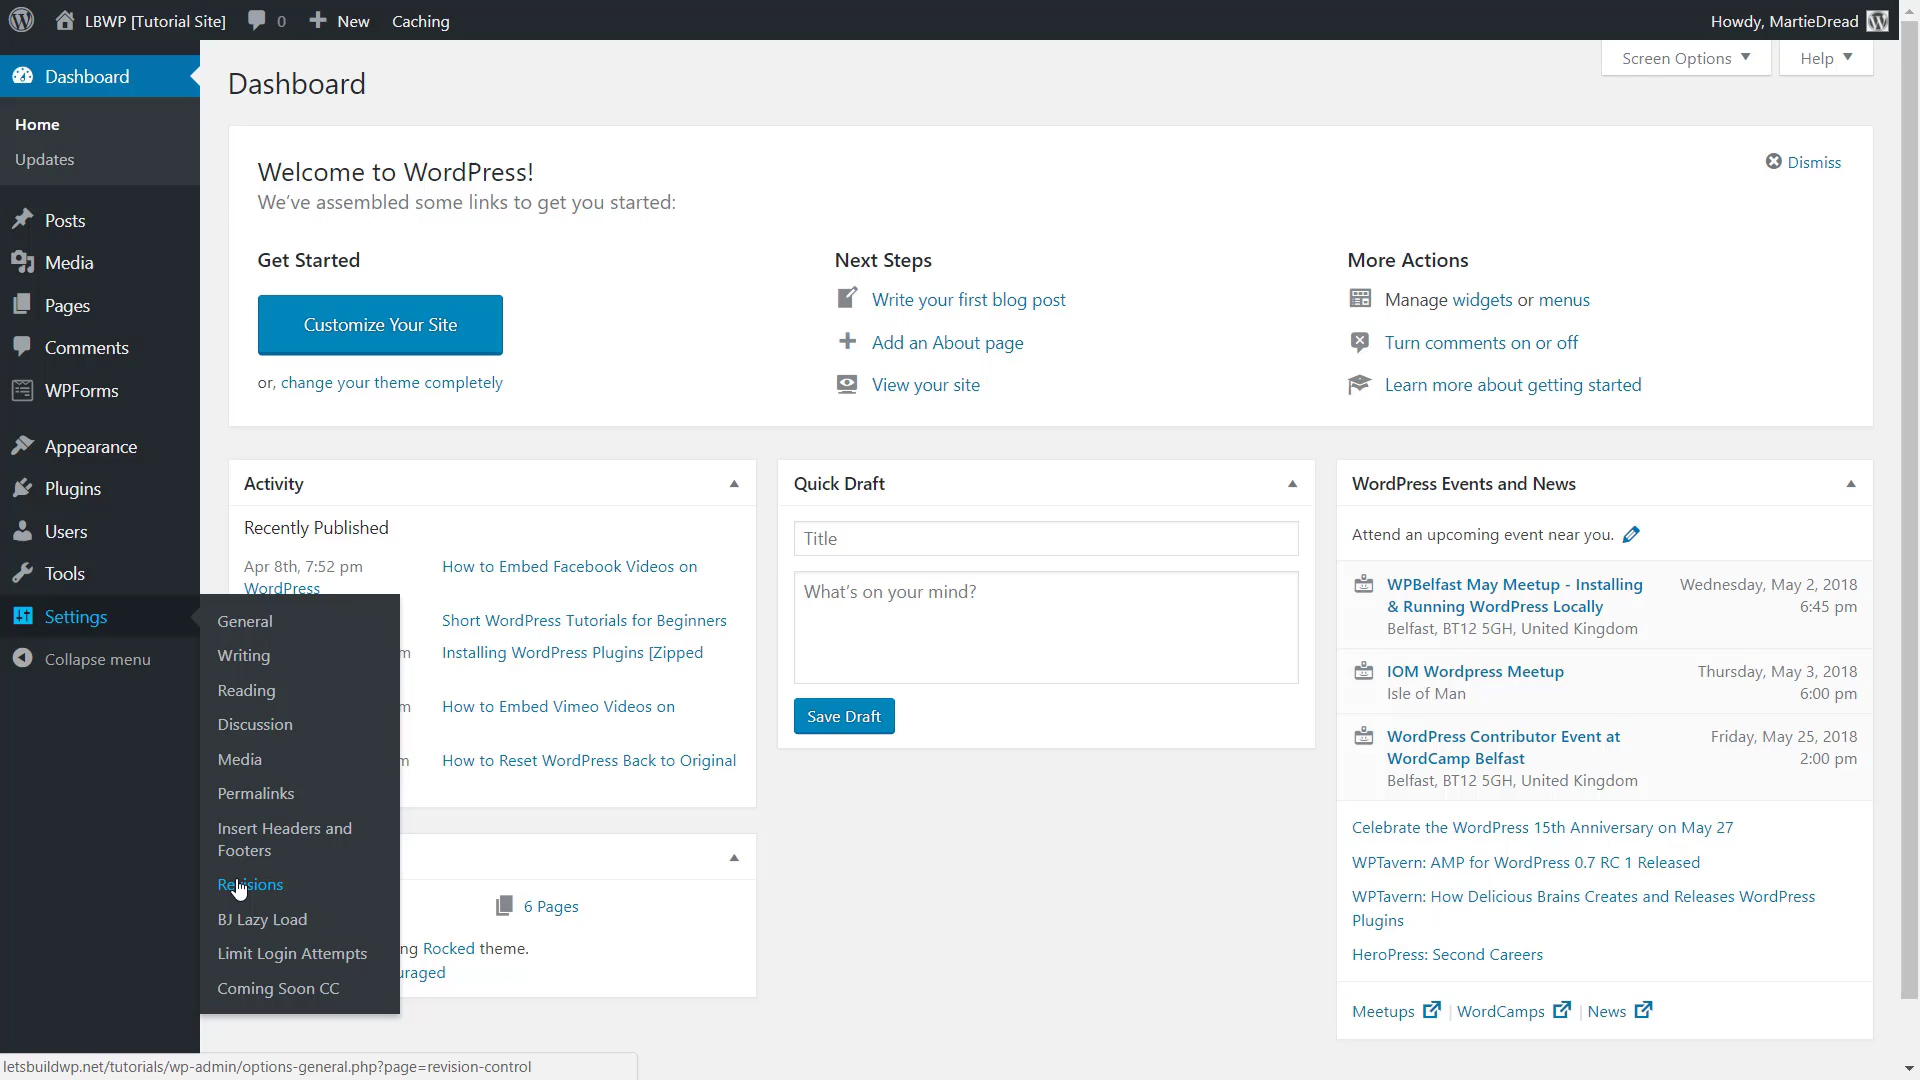 LBWP [Tutorial Site] 0 New Caching
Howdy, MartieDread
Dashboard
Home
Updates
Posts
Media
Pages
Comments
WPForms
Appearance
Plugins
Users
Tools
Settings
Collapse menu
General
Writing
Reading
Discussion
Media
Permalinks
Insert Headers and
Footers
Revisions
BJ Lazy Load
Limit Login Attempts
Coming Soon CC
Screen Options
Help
Dashboard
Welcome to WordPress!
We've assembled some links to get you started:
Dismiss
Get Started
Customize Your Site
or, change your theme completely
Next Steps
Write your first blog post
Add an About page
View your site
More Actions
Manage widgets or menus
Turn comments on or off
Learn more about getting started
Activity
Recently Published
Apr 8th, 7:52 pm How to Embed Facebook Videos on
WordPress
Short WordPress Tutorials for Beginners
m Installing WordPress Plugins [Zipped
m How to Embed Vimeo Videos on
m How to Reset WordPress Back to Original
6 Pages
ng Rocked theme.
uraged
Quick Draft
Title
What's on your mind?
Save Draft
WordPress Events and News
Attend an upcoming event near you.
WPBelfast May Meetup - Installing Wednesday, May 2, 2018
& Running WordPress Locally 6:45 pm
Belfast, BT12 5GH, United Kingdom
IOM Wordpress Meetup Thursday, May 3, 2018
Isle of Man 6:00 pm
WordPress Contributor Event at Friday, May 25, 2018
WordCamp Belfast 2:00 pm
Belfast, BT12 5GH, United Kingdom
Celebrate the WordPress 15th Anniversary on May 27
WPTavern: AMP for WordPress 0.7 RC 1 Released
WPTavern: How Delicious Brains Creates and Releases WordPress
Plugins
HeroPress: Second Careers
Meetups | WordCamps | News
letsbuildwp.net/tutorials/wp-admin/options-general.php?page=revision-control